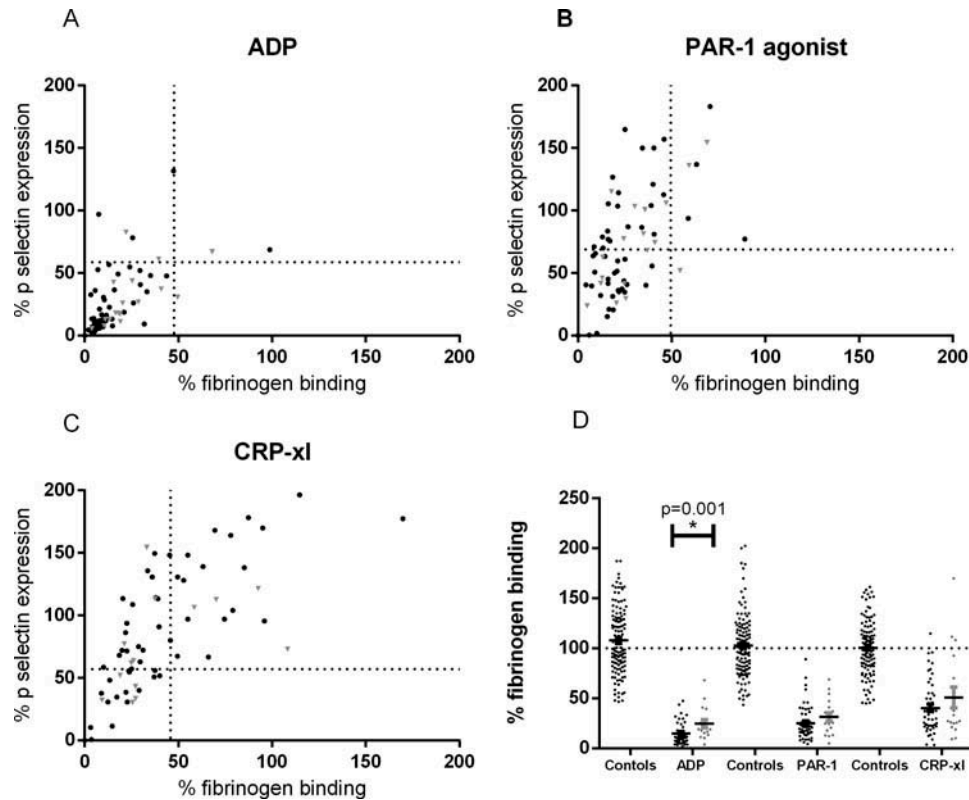 A
ADP
% p selectin expression
200
150
100
50
0
0 50 100 150 200
% fibrinogen binding
B
PAR-1 agonist
% p selectin expression
200
150
100
50
0
0 50 100 150 200
% fibrinogen binding
C
CRP-xl
% p selectin expression
200
150
100
50
0
0 50 100 150 200
% fibrinogen binding
D
% fibrinogen binding
250
200
150
100
50
0
p=0.001
*
Contols ADP Controls PAR-1 Controls CRP-xl